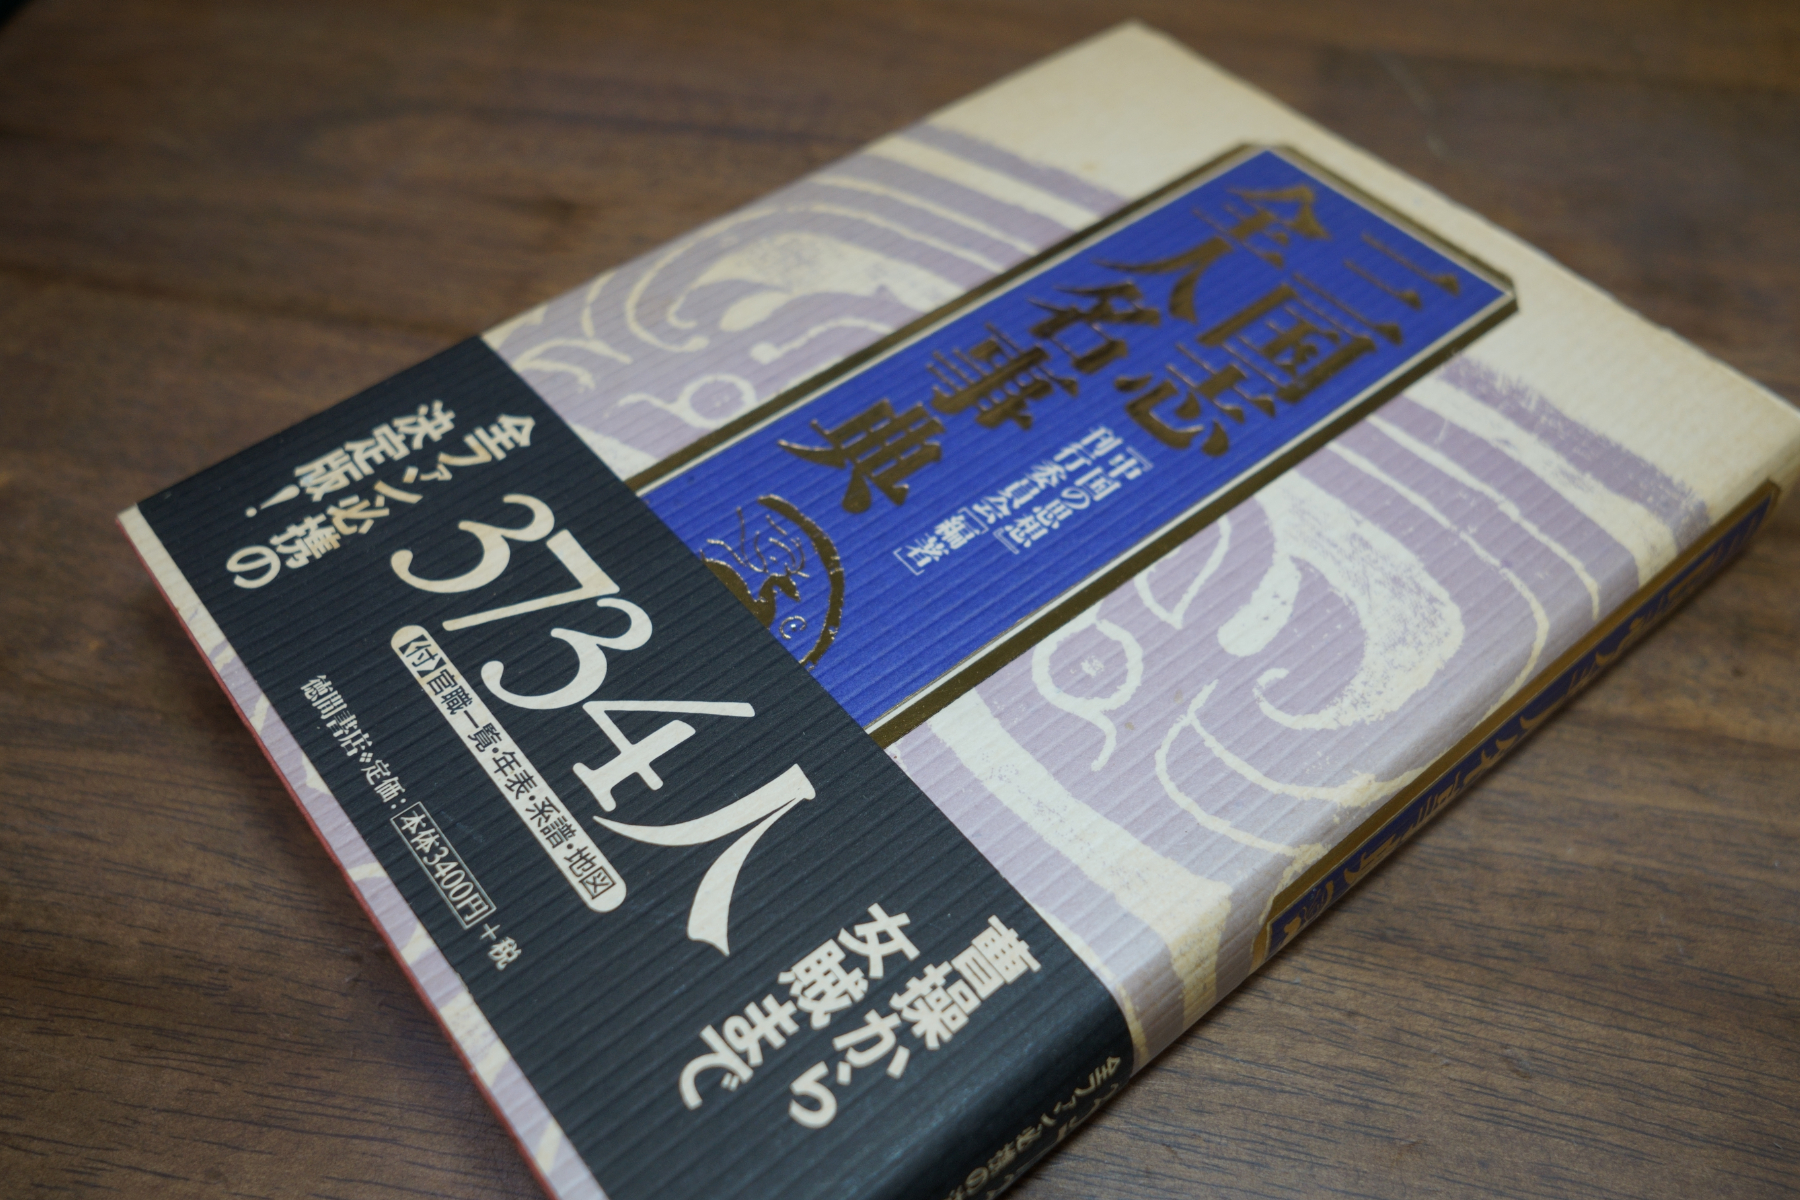 三国志
全人名事典
『中国の思想』
刊行委員会[編著]
曹操から
女賊まで
3734人
【付】官職一覧・年表・系譜・地図
全ファン必携の
決定版!
徳間書店❖定価:本体3400円+税